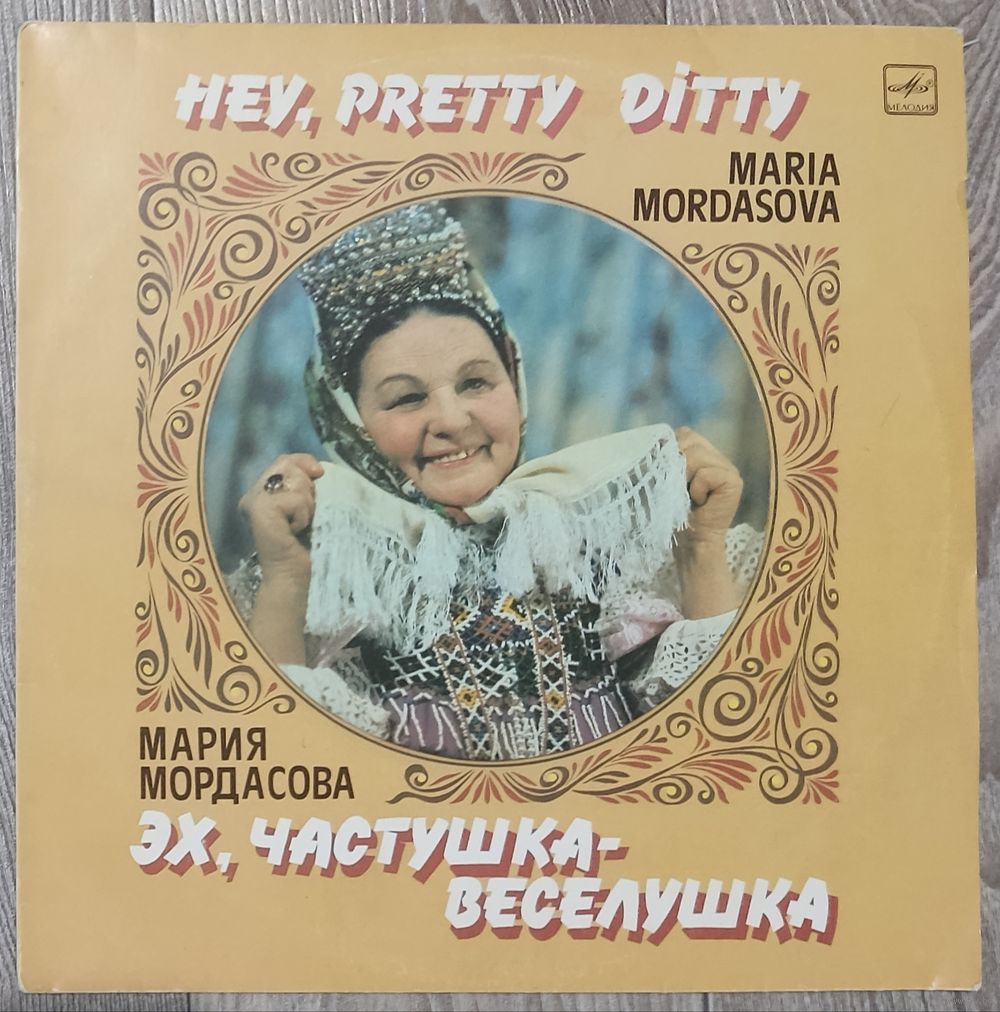 HEY, PRETTY DiTTY
МЕЛОДИЯ
MARIA
MORDASOVA
МАРИЯ
МОРДАСОВА
ЭХ, ЧАСТУШКА-
ВЕСЕЛУШКА